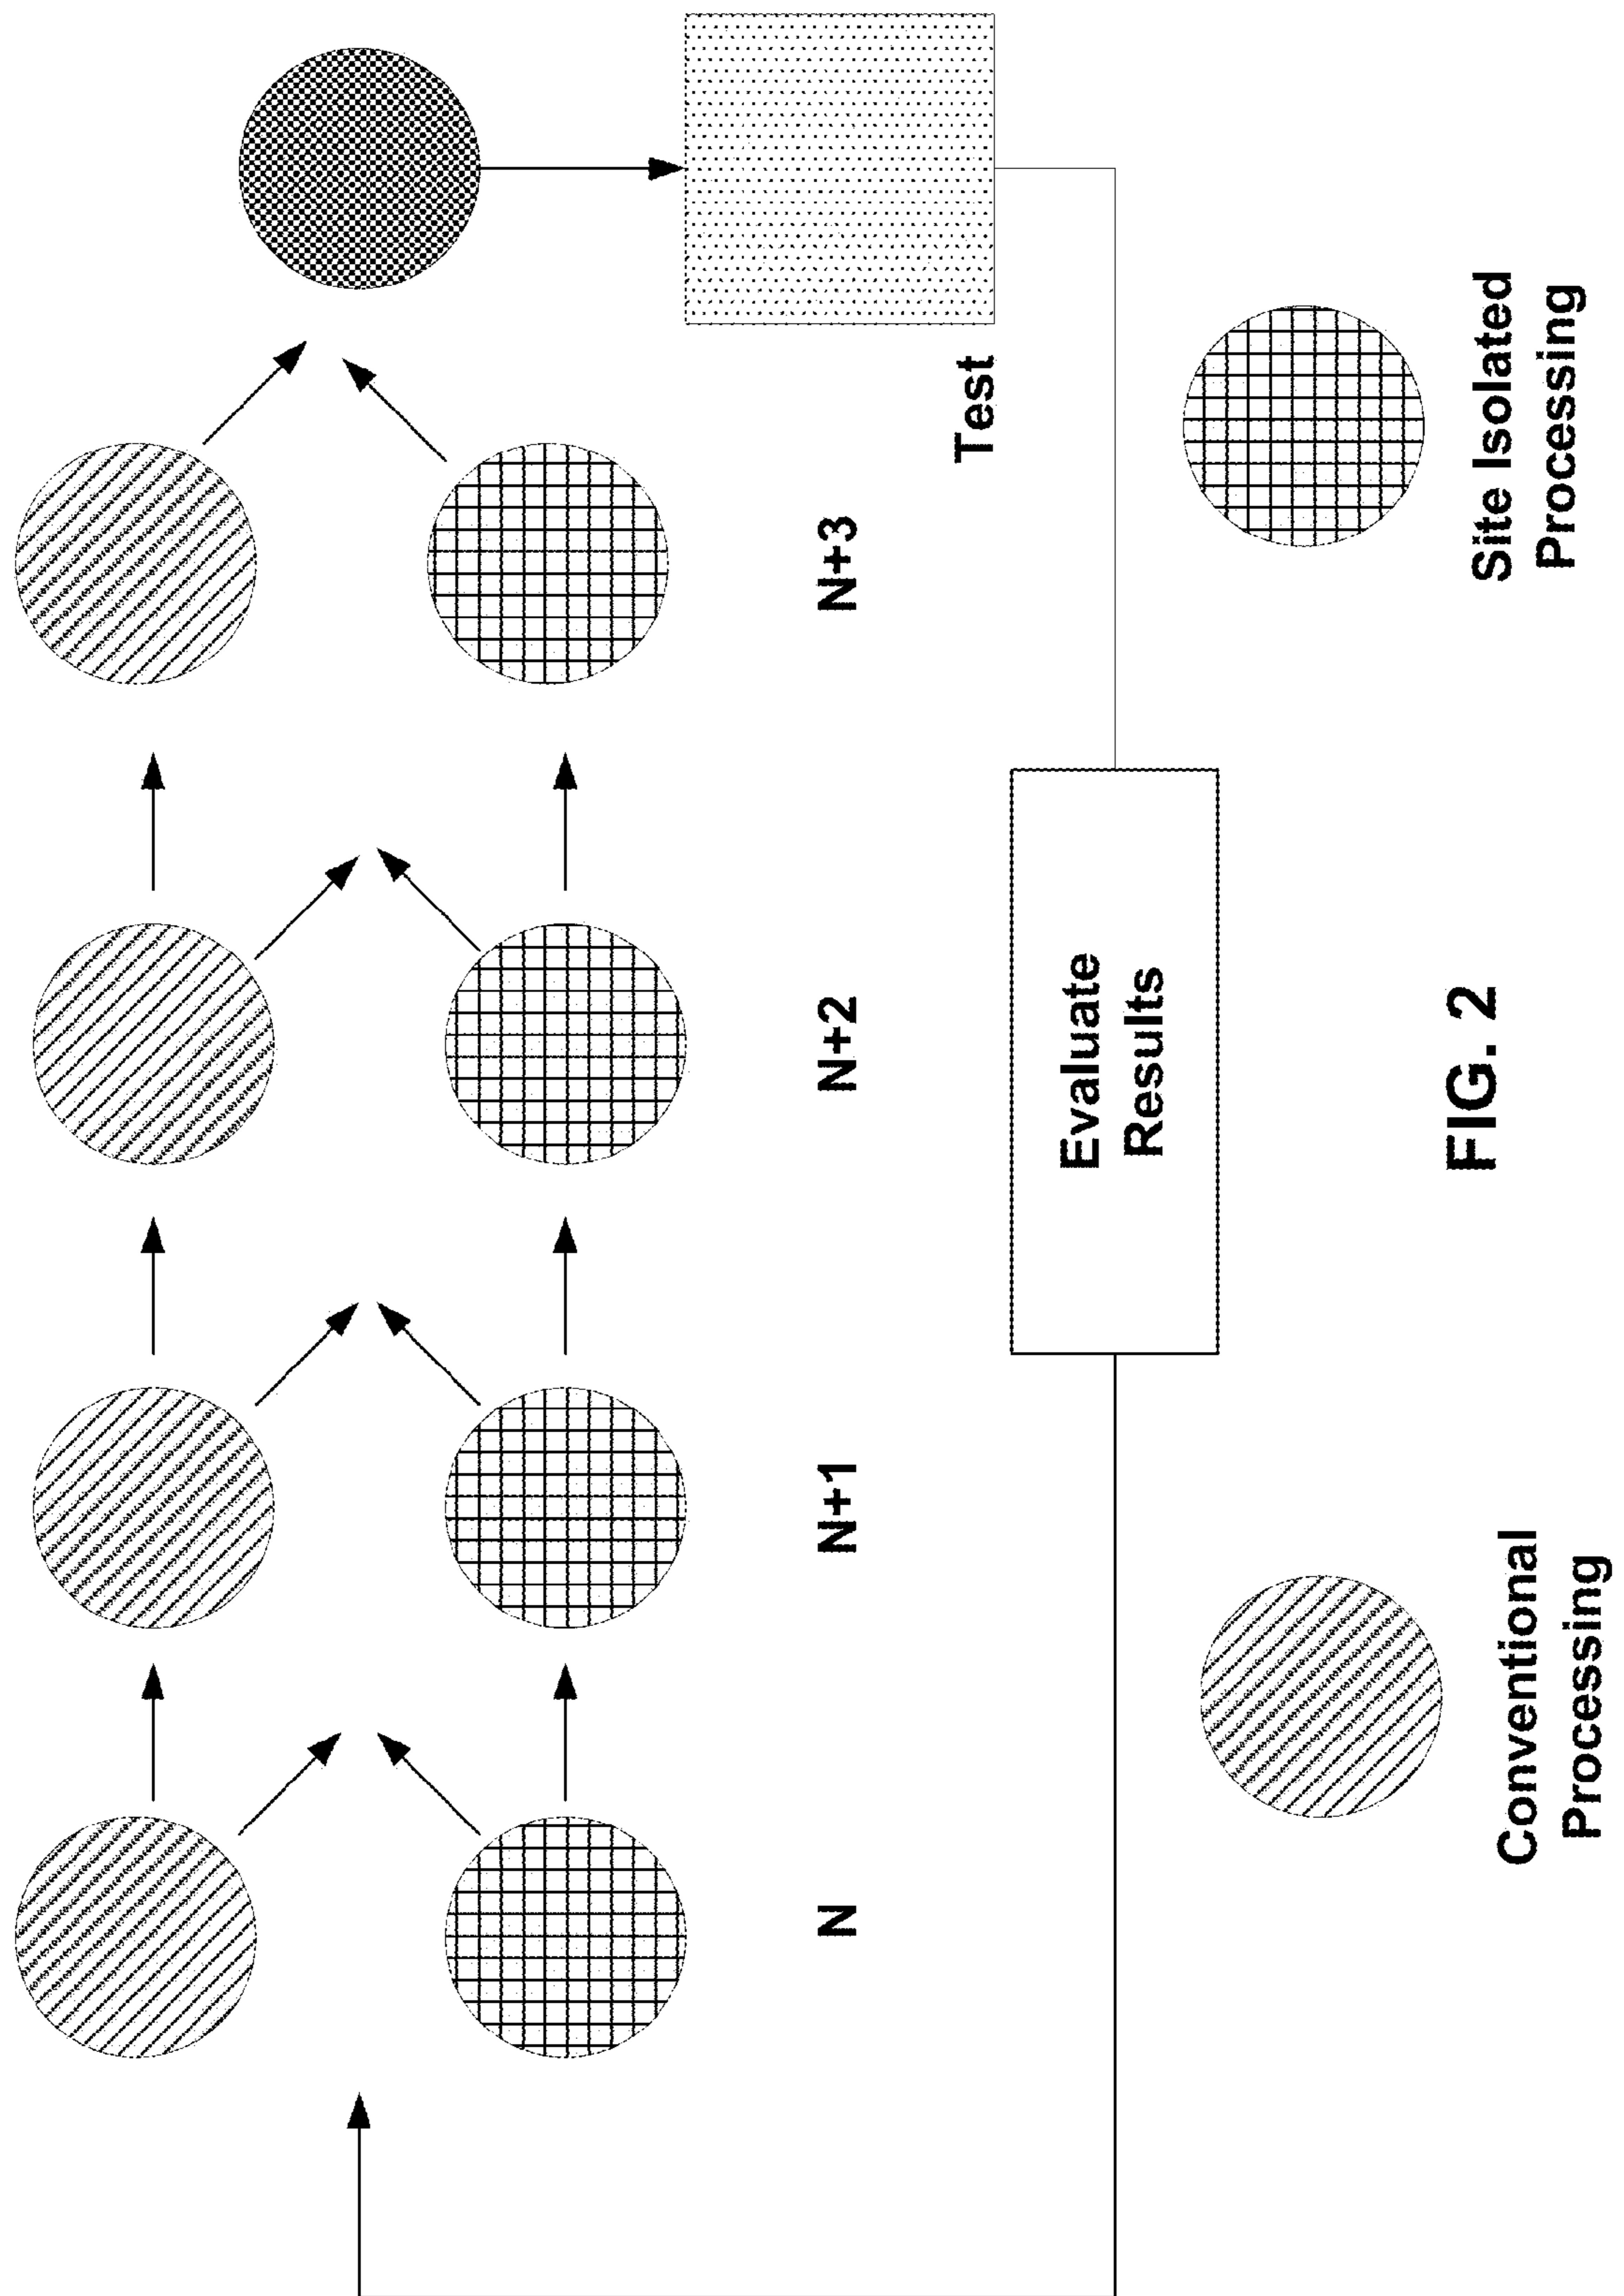 N
N+1
N+2
N+3
Test
Evaluate
Results
Conventional
Processing
Site Isolated
Processing
FIG. 2